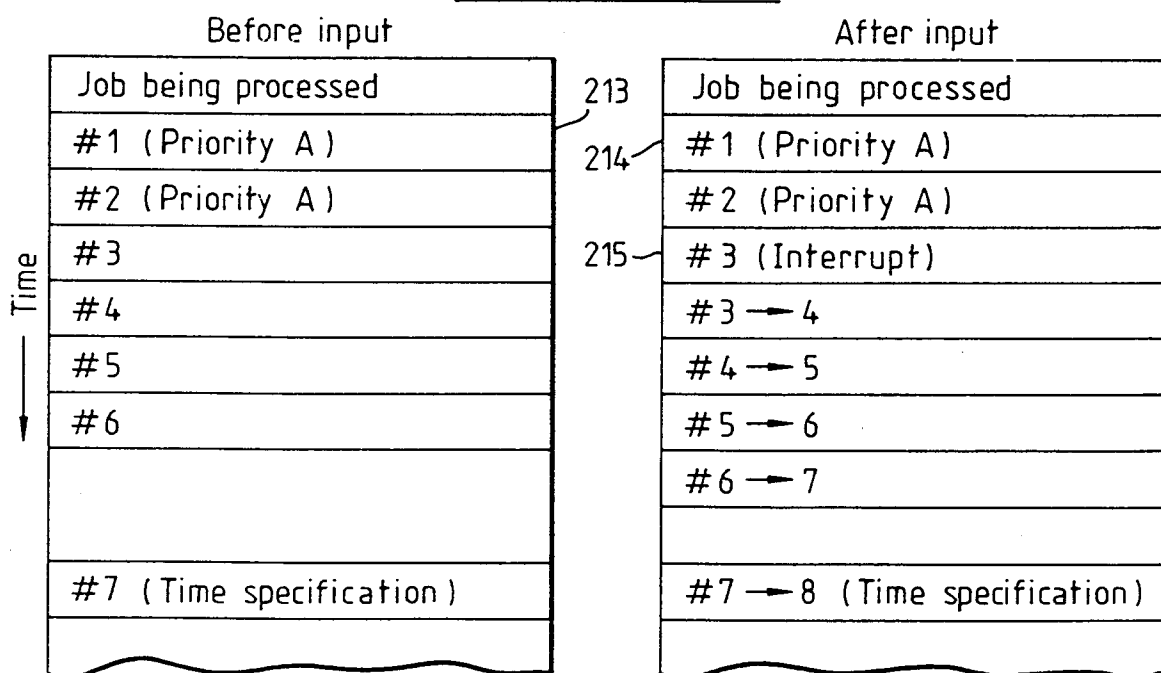 Before input
Job being processed
#1 (Priority A)
#2 (Priority A)
#3
#4
#5
#6
#7 (Time specification)
Time
213
214
215
After input
Job being processed
#1 (Priority A)
#2 (Priority A)
#3 (Interrupt)
#3 → 4
#4 → 5
#5 → 6
#6 → 7
#7 → 8 (Time specification)